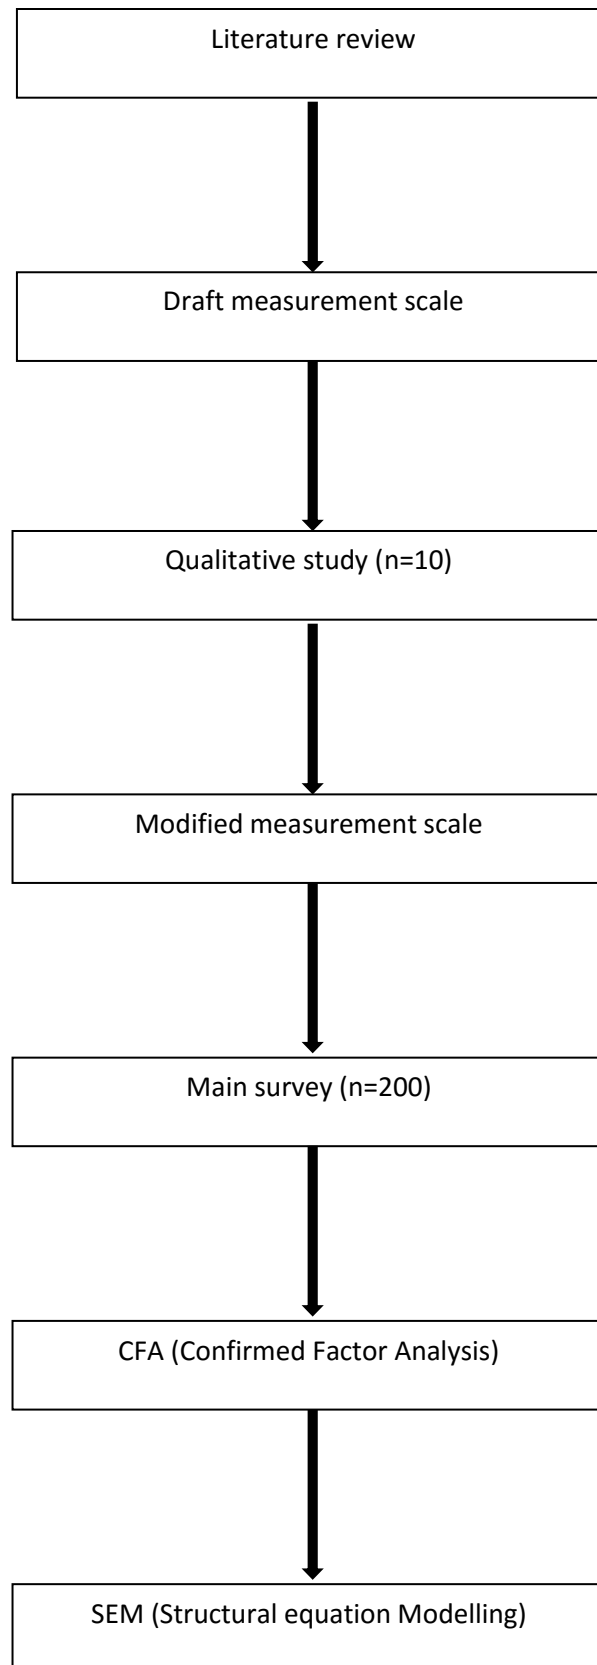 Literature review
Draft measurement scale
Qualitative study (n=10)
Modified measurement scale
Main survey (n=200)
CFA (Confirmed Factor Analysis)
SEM (Structural equation Modelling)